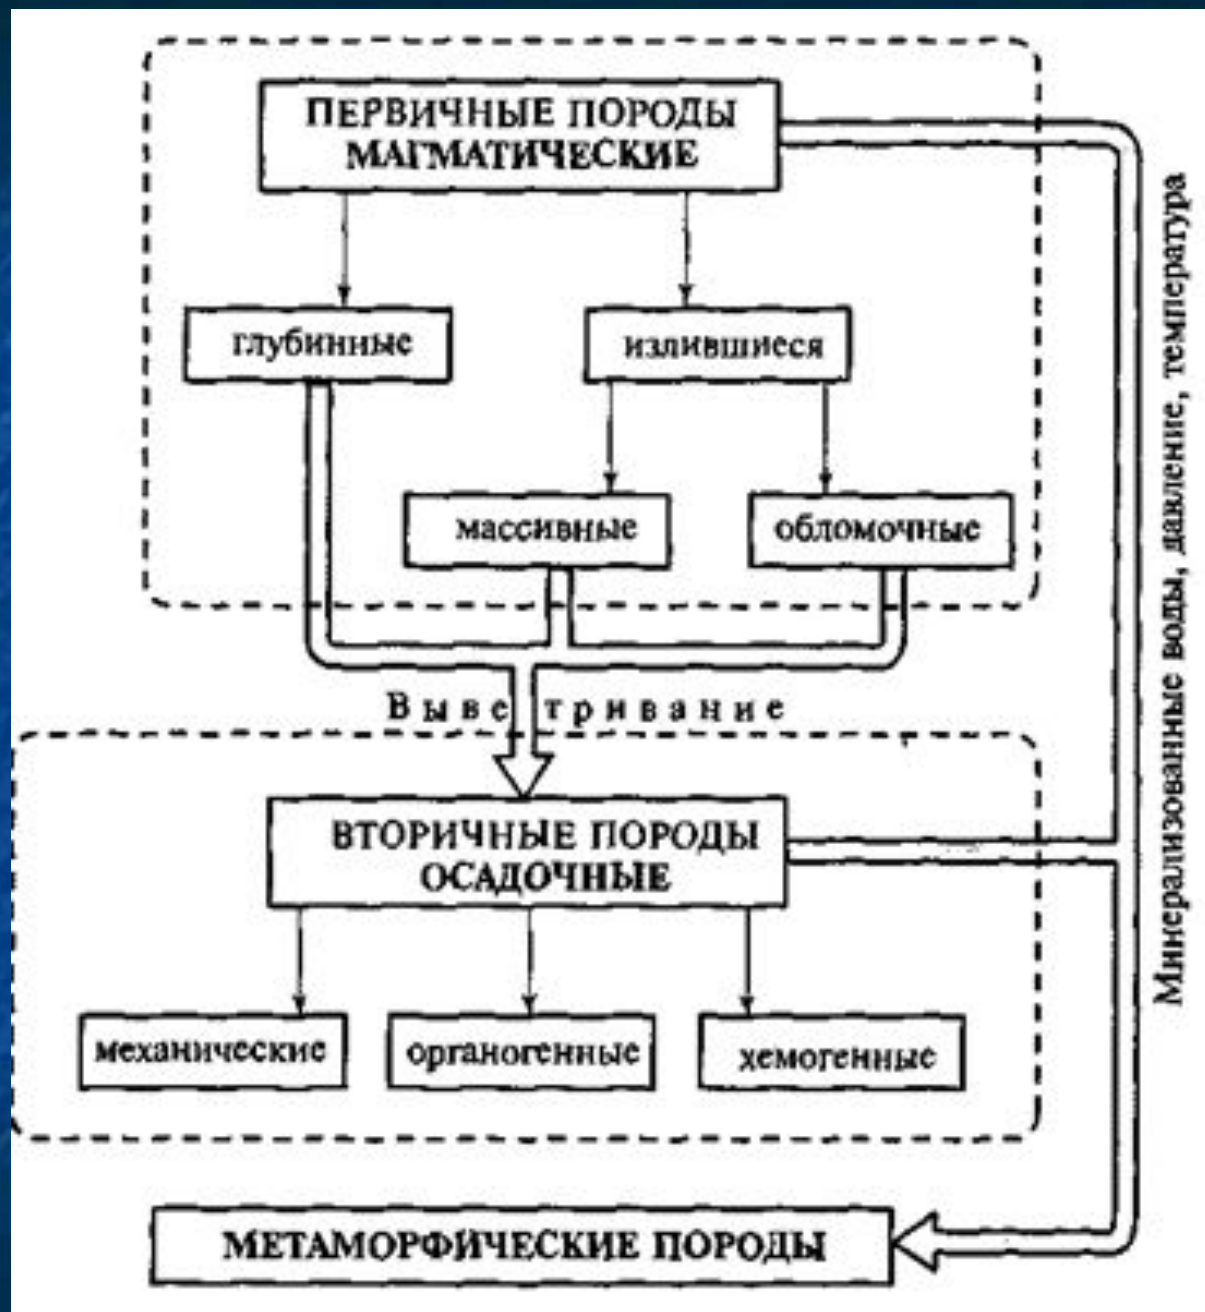 ПЕРВИЧНЫЕ ПОРОДЫ
МАГМАТИЧЕСКИЕ
глубинные
излившиеся
массивные
обломочные
Выветривание
ВТОРИЧНЫЕ ПОРОДЫ
ОСАДОЧНЫЕ
механические
органогенные
хемогенные
МЕТАМОРФИЧЕСКИЕ ПОРОДЫ
Минерализованные воды, давление, температура